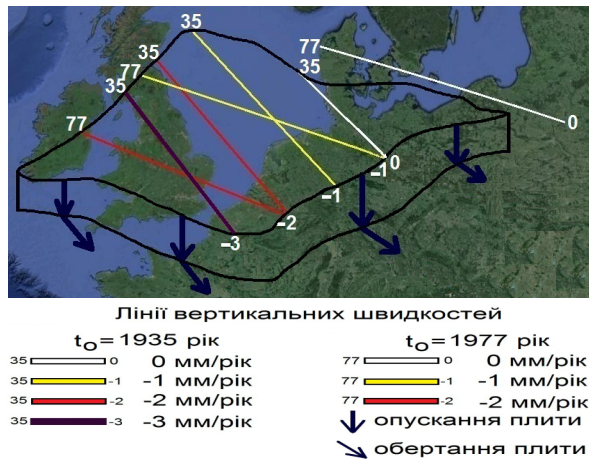 35
77
35
35
77
35
77
0
0
-1
-1
-2
-3
Лінії вертикальних швидкостей
to= 1935 рік
to= 1977 рік
35 0 0 мм/рік
77 0 0 мм/рік
35 -1 -1 мм/рік
77 -1 -1 мм/рік
35 -2 -2 мм/рік
77 -2 -2 мм/рік
35 -3 -3 мм/рік
опускання плити
обертання плити